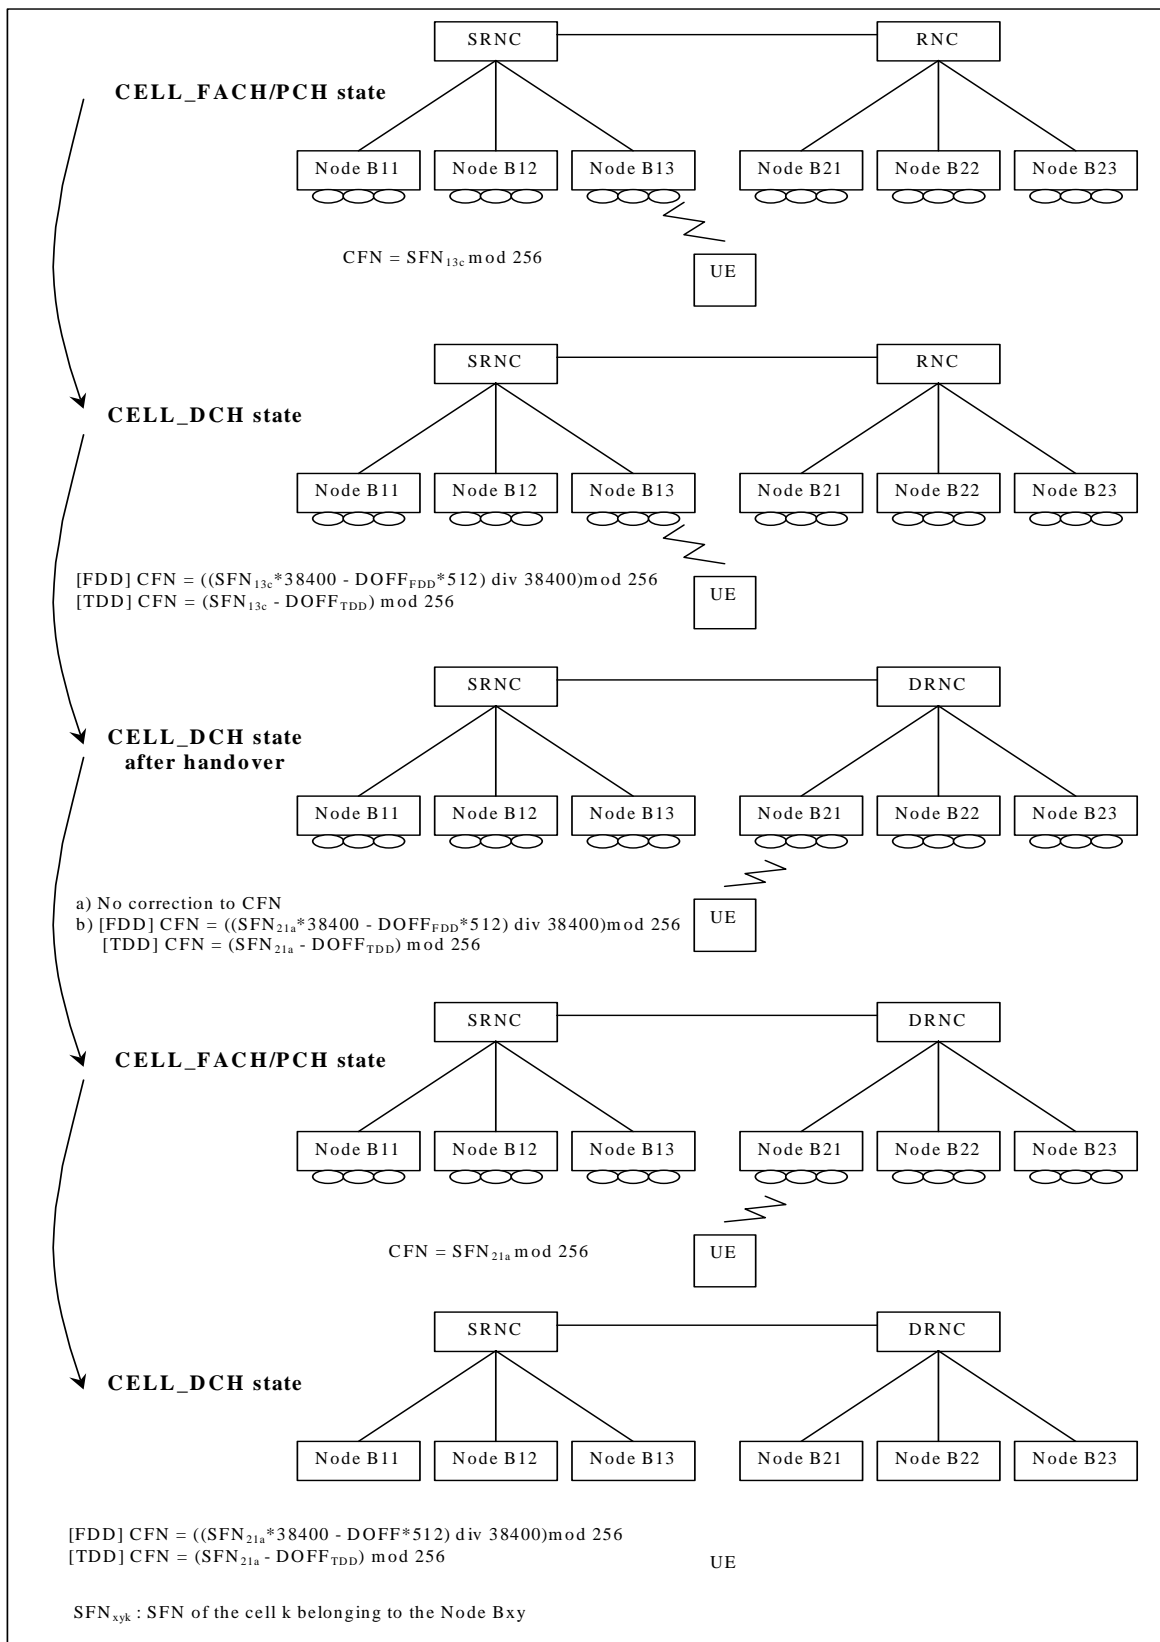 SRNC RNC
CELL_FACH/PCH state
Node B11 Node B12 Node B13 Node B21 Node B22 Node B23
CFN = SFN13c mod 256
UE
SRNC RNC
CELL_DCH state
Node B11 Node B12 Node B13 Node B21 Node B22 Node B23
[FDD] CFN = ((SFN13c*38400 - DOFFFDD*512) div 38400)mod 256
[TDD] CFN = (SFN13c - DOFFTDD) mod 256
UE
SRNC DRNC
CELL_DCH state
after handover
Node B11 Node B12 Node B13 Node B21 Node B22 Node B23
a) No correction to CFN
b) [FDD] CFN = ((SFN21a*38400 - DOFFFDD*512) div 38400)mod 256
[TDD] CFN = (SFN21a - DOFFTDD) mod 256
UE
SRNC DRNC
CELL_FACH/PCH state
Node B11 Node B12 Node B13 Node B21 Node B22 Node B23
CFN = SFN21a mod 256
UE
SRNC DRNC
CELL_DCH state
Node B11 Node B12 Node B13 Node B21 Node B22 Node B23
[FDD] CFN = ((SFN21a*38400 - DOFF*512) div 38400)mod 256
[TDD] CFN = (SFN21a - DOFFTDD) mod 256
UE
SFNxyk : SFN of the cell k belonging to the Node Bxy